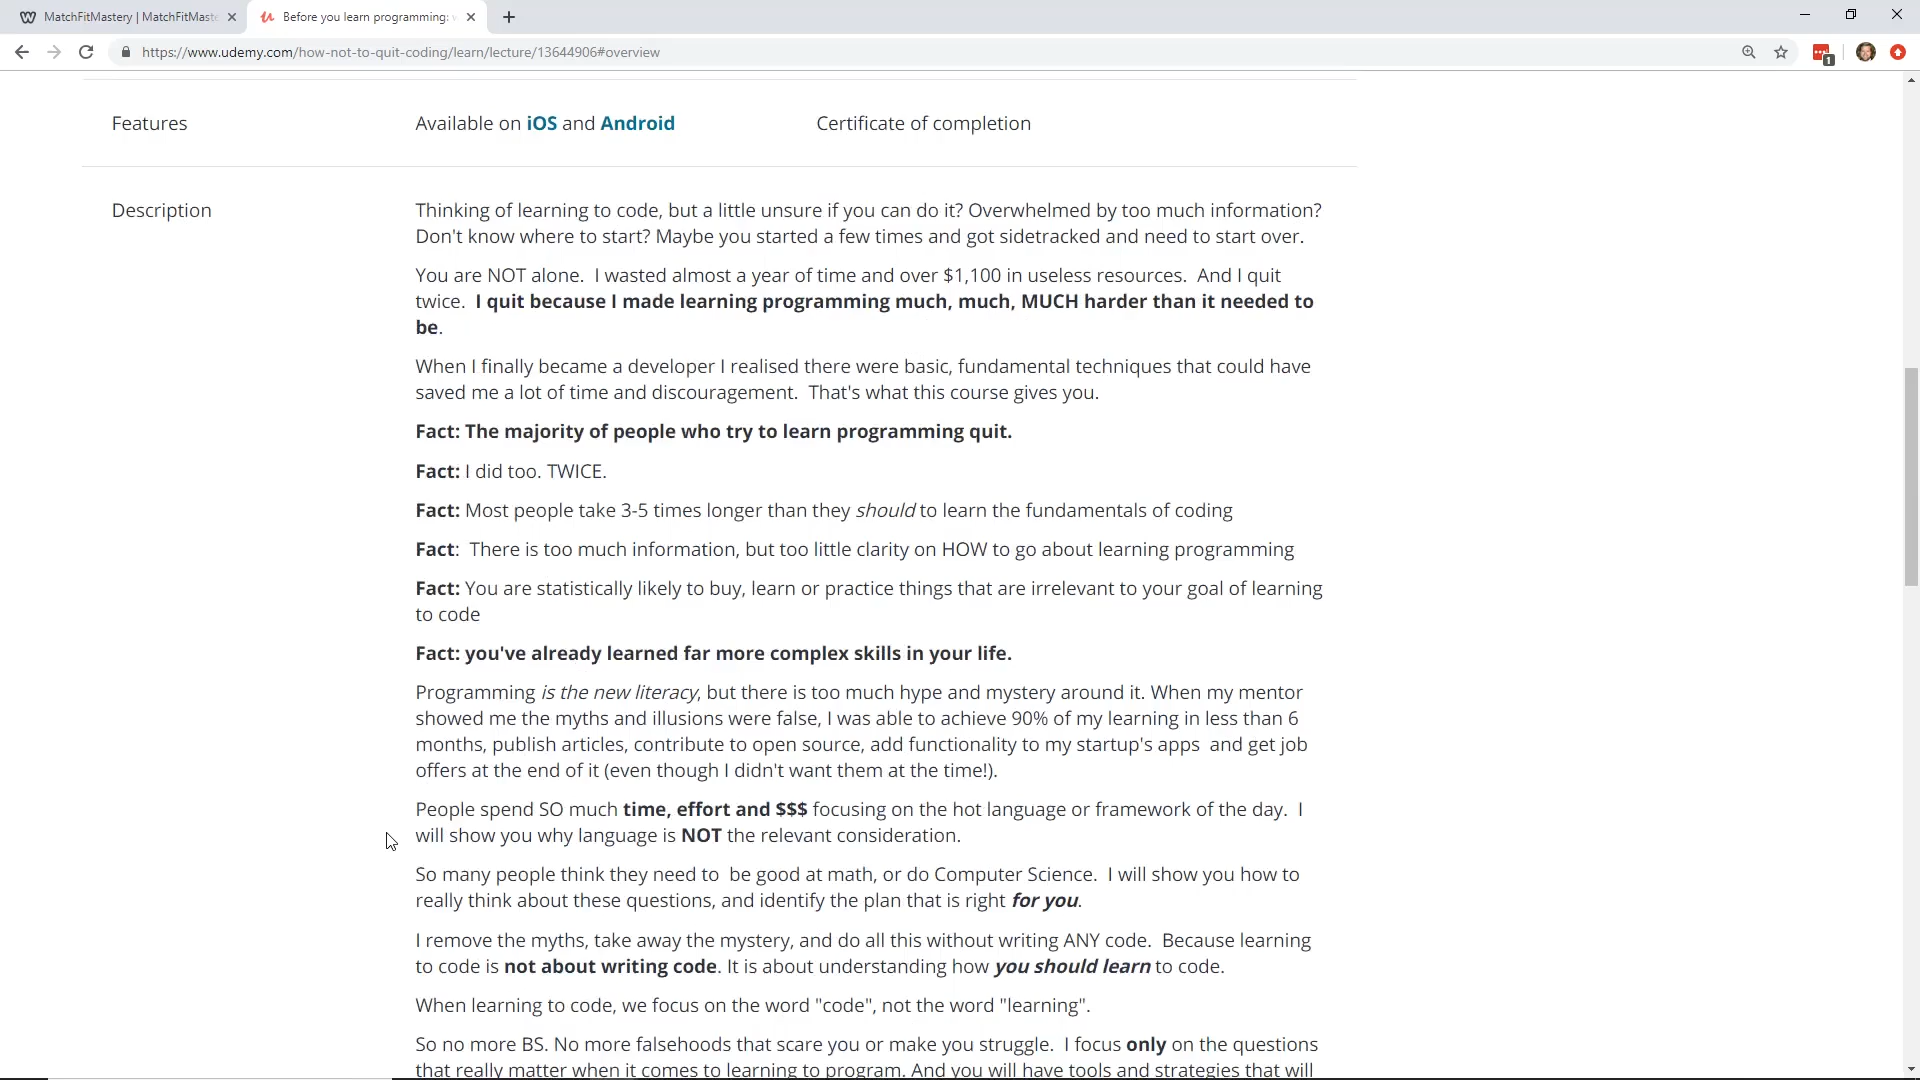 MatchFitMastery | MatchFitMaste
Before you learn programming: w
https://www.udemy.com/how-not-to-quit-coding/learn/lecture/13644906#overview
1
Features
Available on iOS and Android
Certificate of completion
Description
Thinking of learning to code, but a little unsure if you can do it? Overwhelmed by too much information?
Don't know where to start? Maybe you started a few times and got sidetracked and need to start over.
You are NOT alone.  I wasted almost a year of time and over $1,100 in useless resources.  And I quit
twice.  I quit because I made learning programming much, much, MUCH harder than it needed to
be.
When I finally became a developer I realised there were basic, fundamental techniques that could have
saved me a lot of time and discouragement.  That's what this course gives you.
Fact: The majority of people who try to learn programming quit.
Fact: I did too. TWICE.
Fact: Most people take 3-5 times longer than they should to learn the fundamentals of coding
Fact:  There is too much information, but too little clarity on HOW to go about learning programming
Fact: You are statistically likely to buy, learn or practice things that are irrelevant to your goal of learning
to code
Fact: you've already learned far more complex skills in your life.
Programming is the new literacy, but there is too much hype and mystery around it. When my mentor
showed me the myths and illusions were false, I was able to achieve 90% of my learning in less than 6
months, publish articles, contribute to open source, add functionality to my startup's apps  and get job
offers at the end of it (even though I didn't want them at the time!).
People spend SO much time, effort and $$$ focusing on the hot language or framework of the day.  I
will show you why language is NOT the relevant consideration.
So many people think they need to  be good at math, or do Computer Science.  I will show you how to
really think about these questions, and identify the plan that is right for you.
I remove the myths, take away the mystery, and do all this without writing ANY code.  Because learning
to code is not about writing code. It is about understanding how you should learn to code.
When learning to code, we focus on the word "code", not the word "learning".
So no more BS. No more falsehoods that scare you or make you struggle.  I focus only on the questions
that really matter when it comes to learning to program. And you will have tools and strategies that will